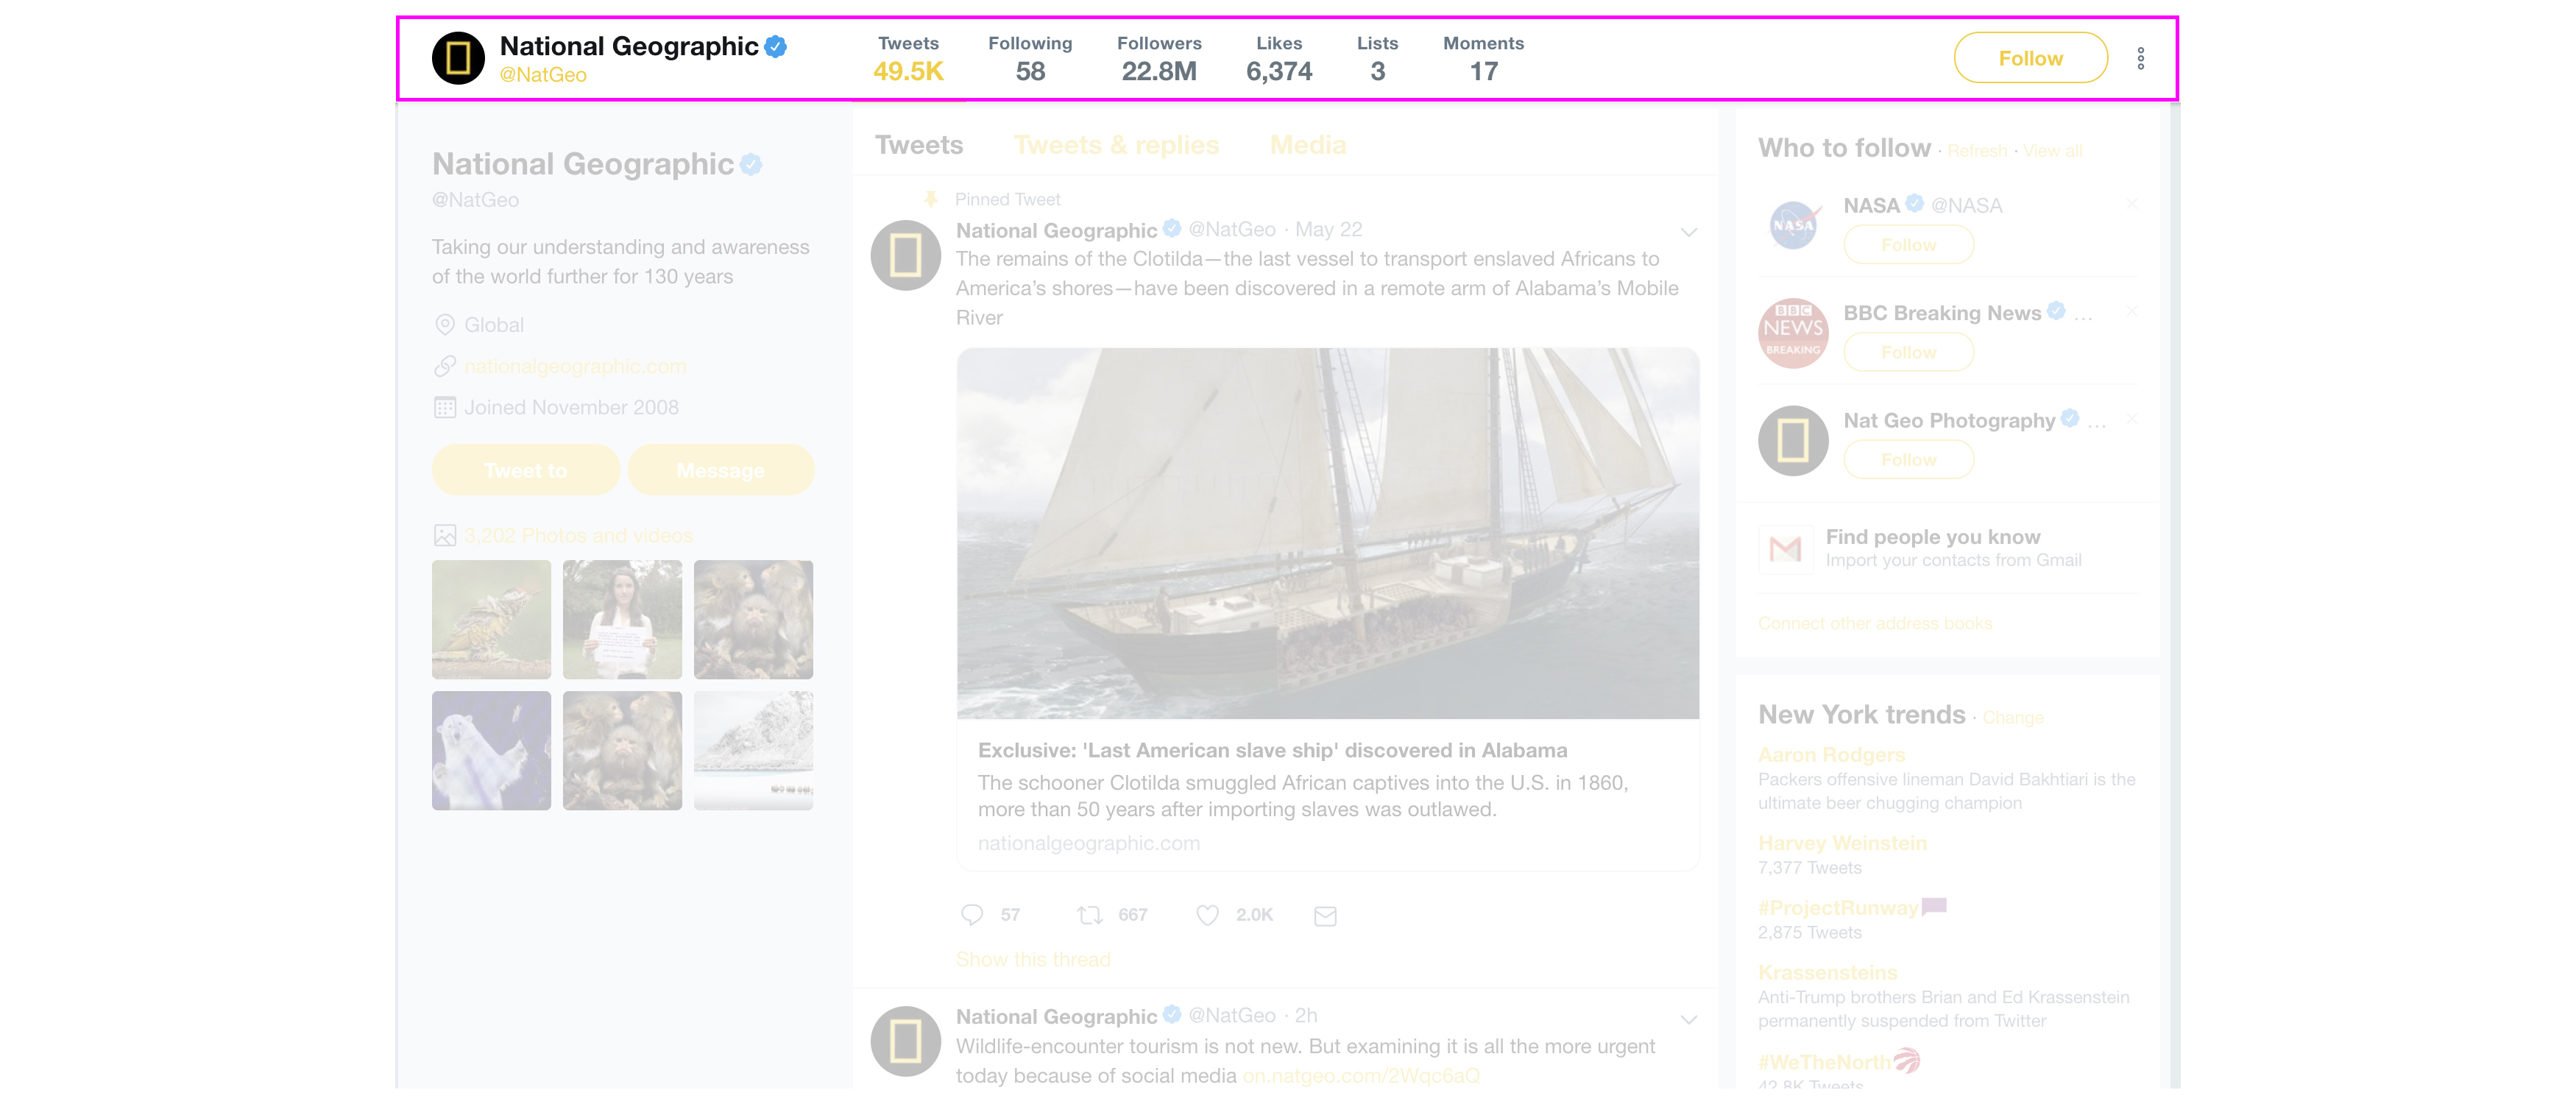 National Geographic
@NatGeo
Tweets
49.5K
Following
58
Followers
22.8M
Likes
6,374
Lists
3
Moments
17
Follow
National Geographic
@NatGeo
Taking our understanding and awareness
of the world further for 130 years
Global
nationalgeographic.com
Joined November 2008
Tweet to
Message
3,202 Photos and videos
Tweets
Tweets & replies
Media
Pinned Tweet
National Geographic @NatGeo · May 22
The remains of the Clotilda—the last vessel to transport enslaved Africans to
America’s shores—have been discovered in a remote arm of Alabama’s Mobile
River
Exclusive: 'Last American slave ship' discovered in Alabama
The schooner Clotilda smuggled African captives into the U.S. in 1860,
more than 50 years after importing slaves was outlawed.
nationalgeographic.com
57
667
2.0K
Show this thread
National Geographic @NatGeo · 2h
Wildlife-encounter tourism is not new. But examining it is all the more urgent
today because of social media on.natgeo.com/2Wqc6aQ
Who to follow · Refresh · View all
NASA
NASA @NASA
Follow
BBC
NEWS
BREAKING
BBC Breaking News ...
Follow
Nat Geo Photography ...
Follow
Find people you know
Import your contacts from Gmail
Connect other address books
New York trends · Change
Aaron Rodgers
Packers offensive lineman David Bakhtiari is the
ultimate beer chugging champion
Harvey Weinstein
7,377 Tweets
#ProjectRunway
2,875 Tweets
Krassensteins
Anti-Trump brothers Brian and Ed Krassenstein
permanently suspended from Twitter
#WeTheNorth
42.8K Tweets